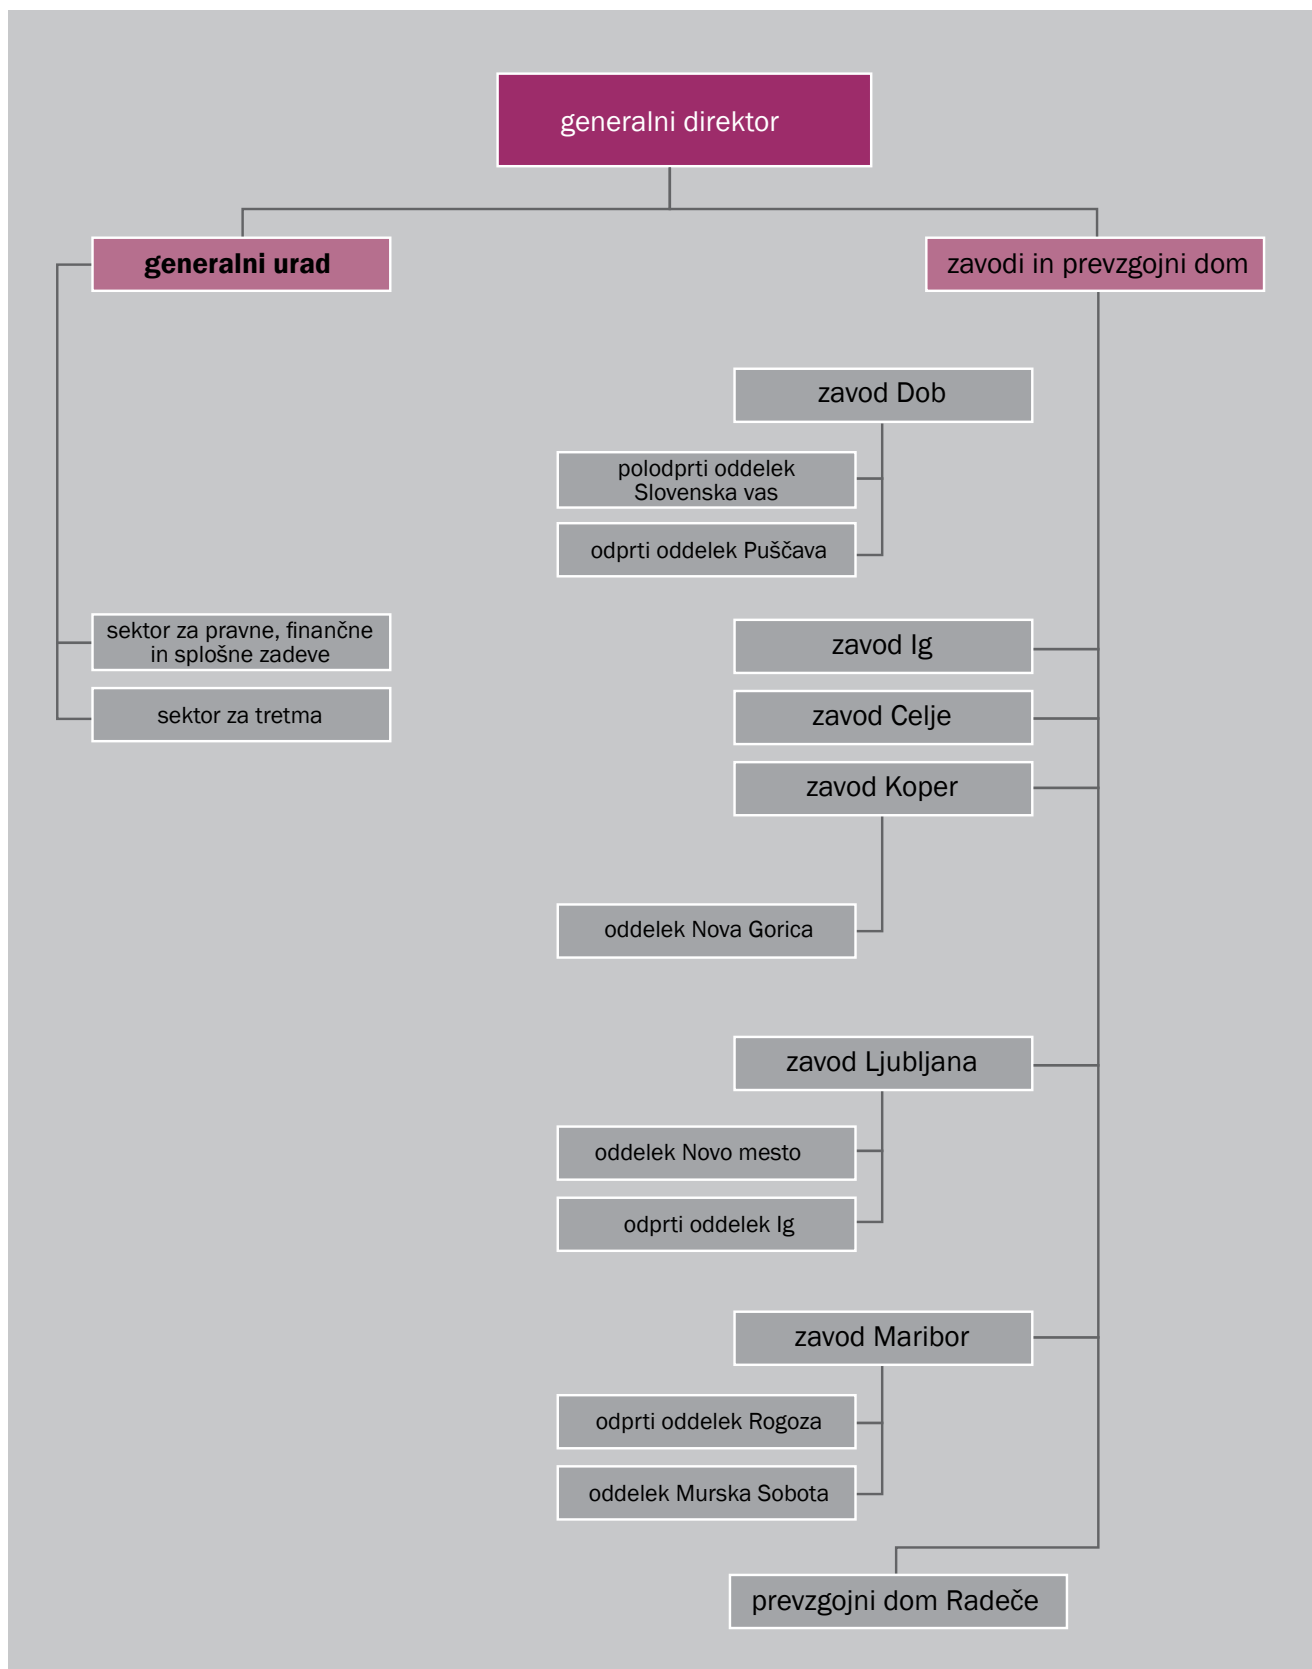 generalni direktor
generalni urad
zavodi in prevzgojni dom
zavod Dob
polodprti oddelek
Slovenska vas
odprti oddelek Puščava
sektor za pravne, finančne
in splošne zadeve
sektor za tretma
zavod Ig
zavod Celje
zavod Koper
oddelek Nova Gorica
zavod Ljubljana
oddelek Novo mesto
odprti oddelek Ig
zavod Maribor
odprti oddelek Rogoza
oddelek Murska Sobota
prevzgojni dom Radeče